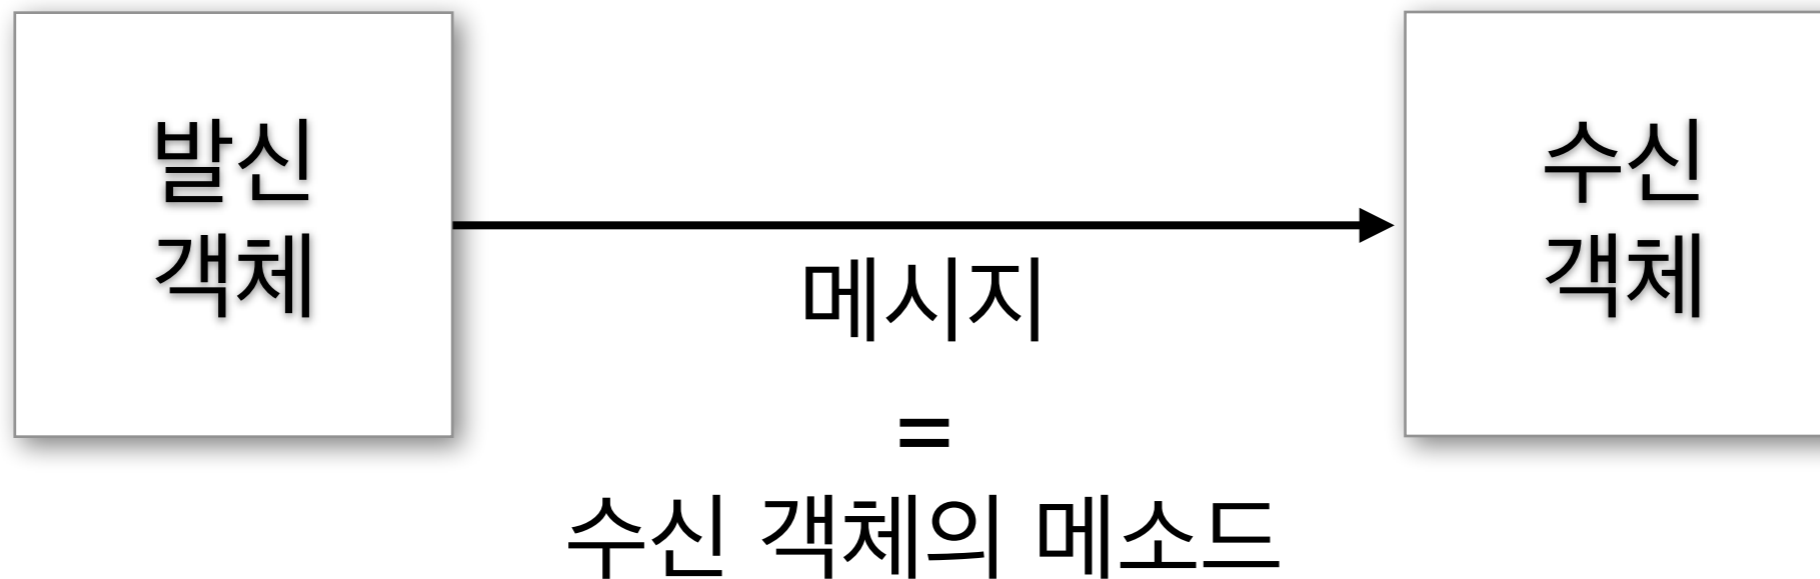 발신
객체
메시지
=
수신 객체의 메소드
수신
객체